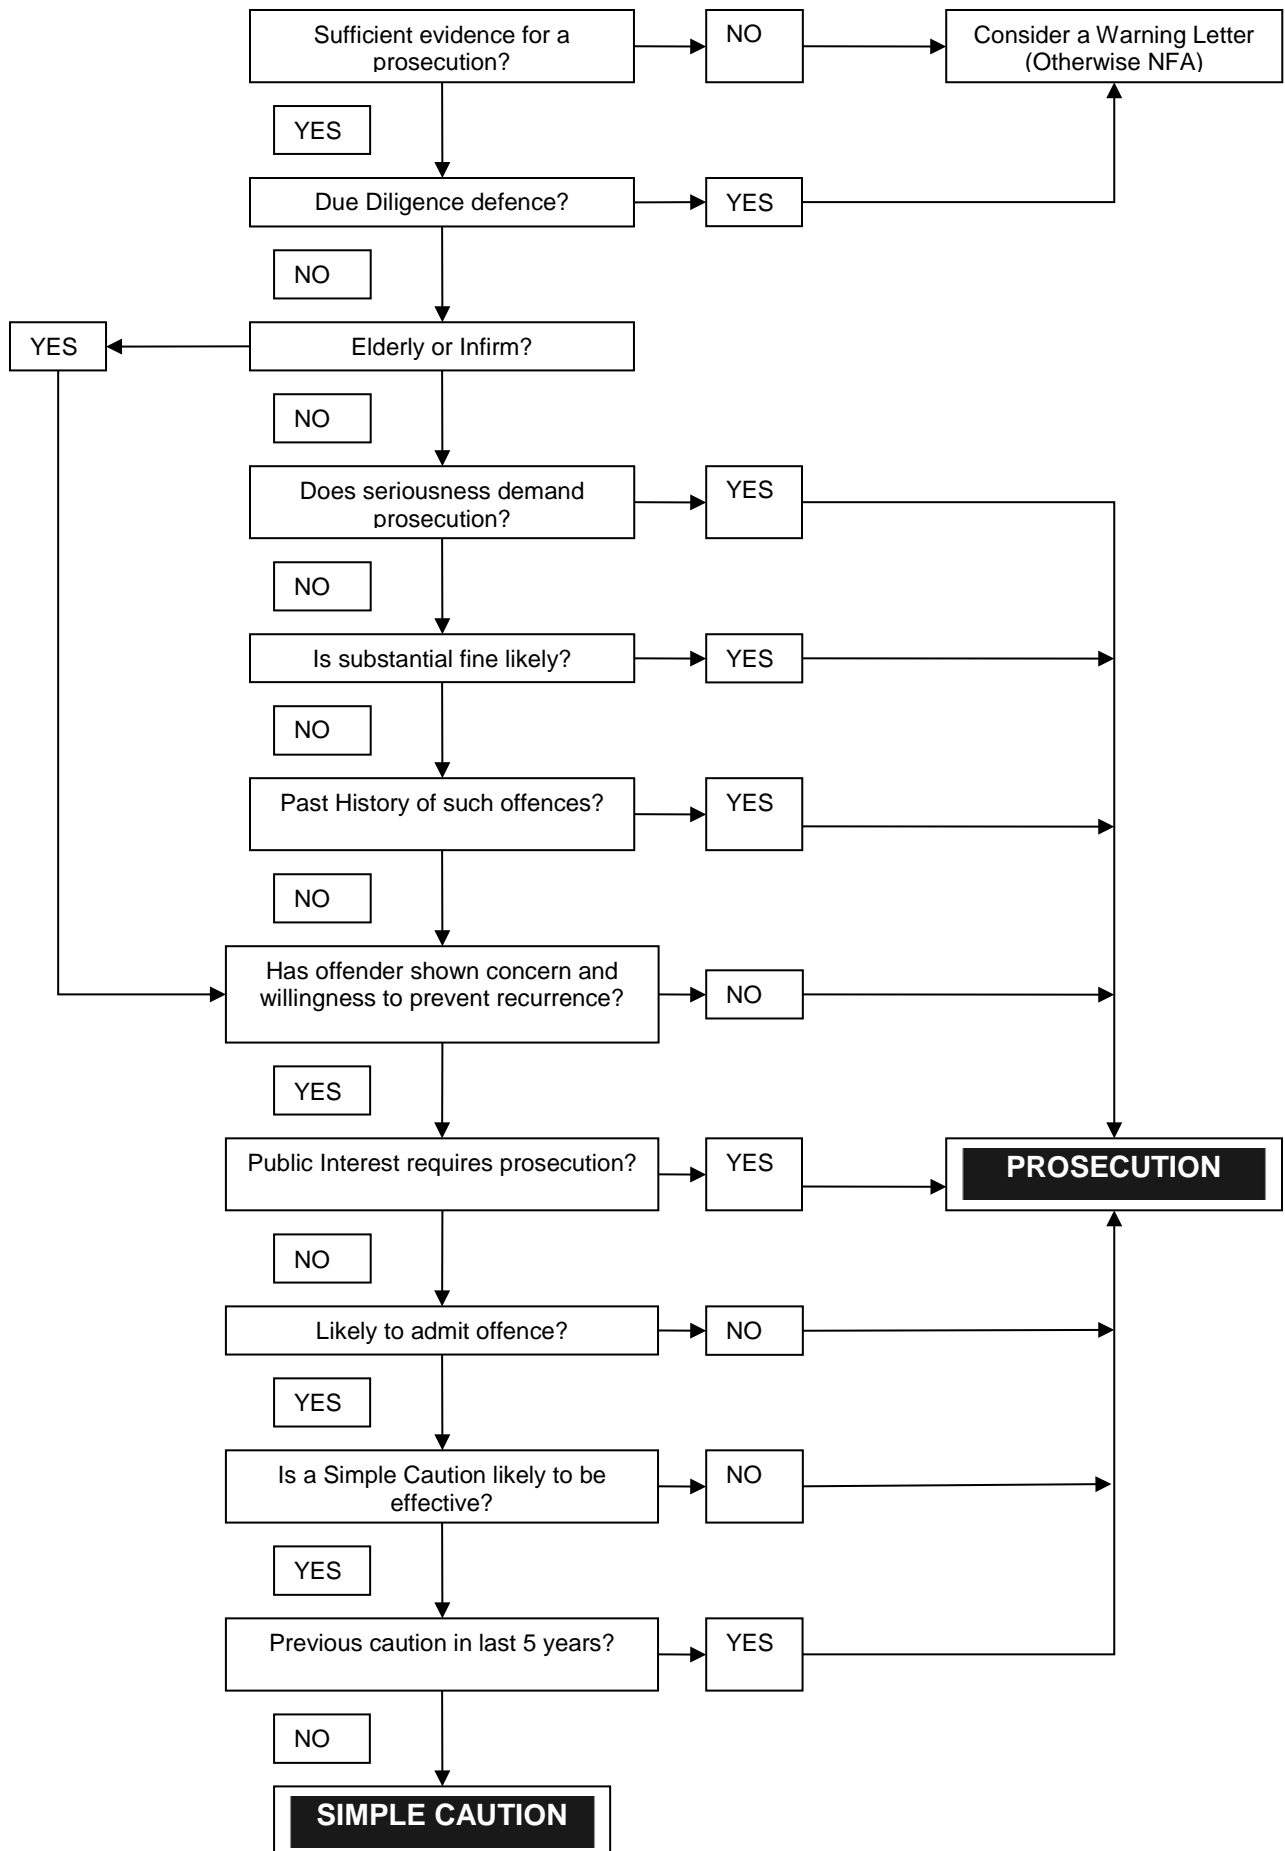 Sufficient evidence for a
prosecution?
NO
Consider a Warning Letter
(Otherwise NFA)
YES
Due Diligence defence?
YES
NO
YES
Elderly or Infirm?
NO
Does seriousness demand
prosecution?
YES
NO
Is substantial fine likely?
YES
NO
Past History of such offences?
YES
NO
Has offender shown concern and
willingness to prevent recurrence?
NO
YES
Public Interest requires prosecution?
YES
PROSECUTION
NO
Likely to admit offence?
NO
YES
Is a Simple Caution likely to be
effective?
NO
YES
Previous caution in last 5 years?
YES
NO
SIMPLE CAUTION